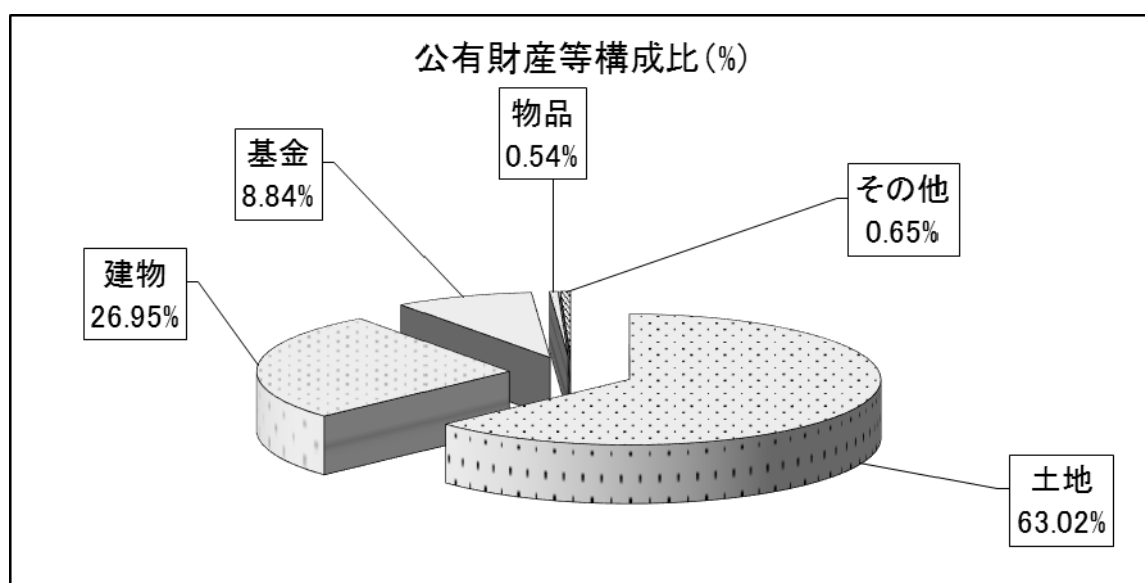 公有財産等構成比(%)
物品
0.54%
基金
8.84%
その他
0.65%
建物
26.95%
土地
63.02%